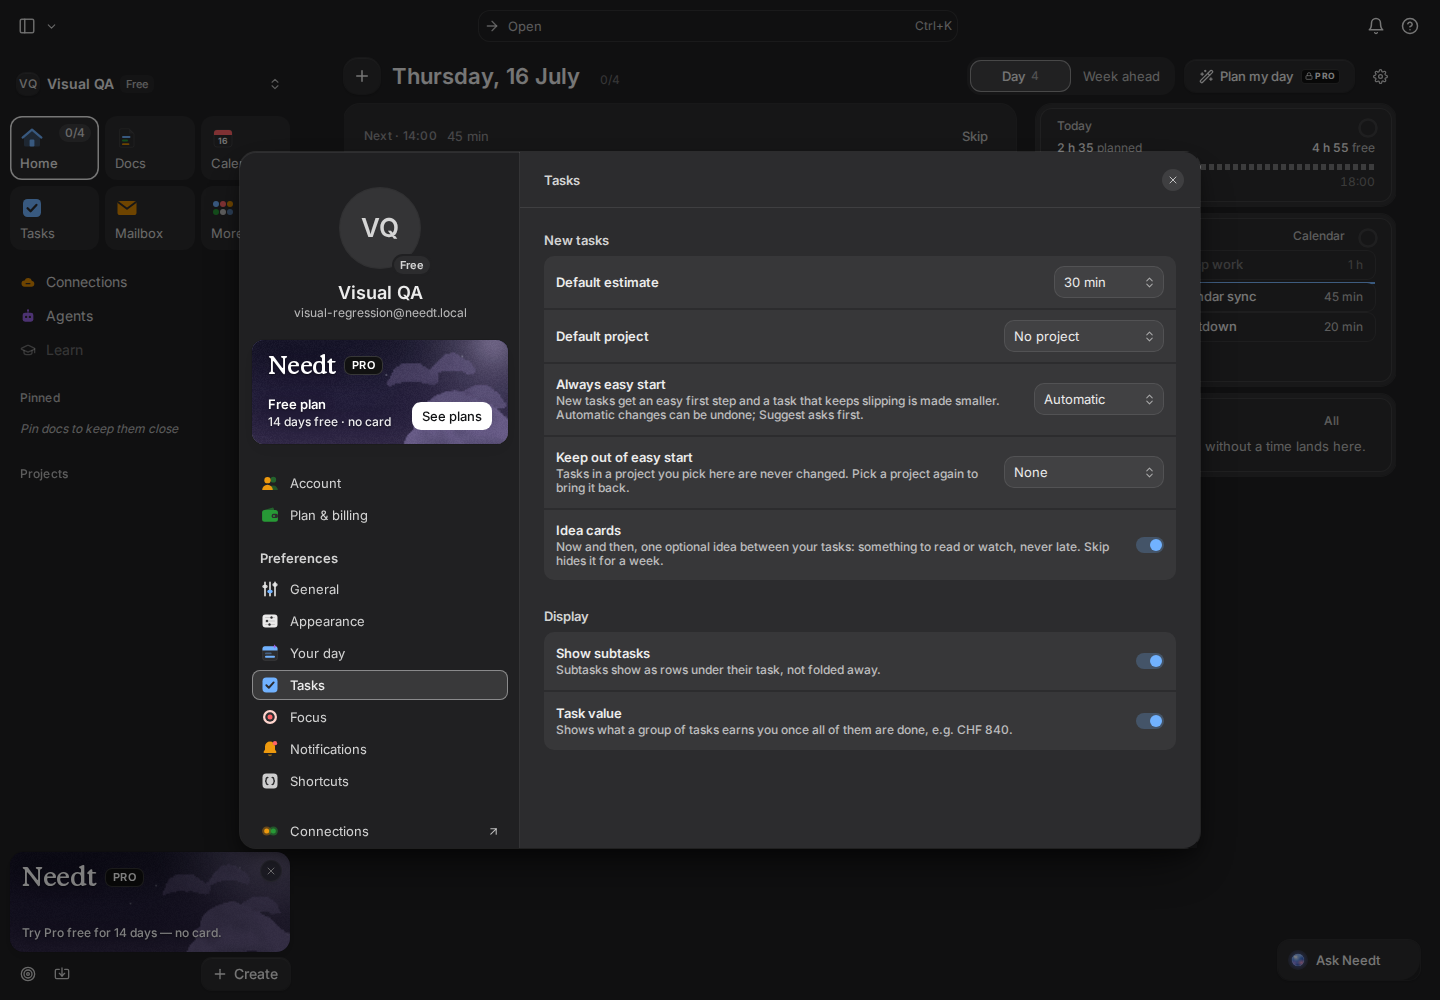 Open
Ctrl+K
VQ Visual QA Free
Thursday, 16 July 0/4
Day 4
Week ahead
Plan my day PRO
0/4
Home
Docs
16
Tasks
Mailbox
Connections
Agents
Learn
Pinned
Pin docs to keep them close
Projects
Next · 14:00 45 min
Skip
Today
2 h 35 planned
4 h 55 free
18:00
Calendar
work
1 h
sync
45 min
20 min
All
without a time lands here.
VQ
Free
Visual QA
visual-regression@needt.local
Needt PRO
Free plan
14 days free · no card
See plans
Account
Plan & billing
Preferences
General
Appearance
Your day
Tasks
Focus
Notifications
Shortcuts
Connections
Tasks
New tasks
Default estimate
30 min
Default project
No project
Always easy start
New tasks get an easy first step and a task that keeps slipping is made smaller.
Automatic changes can be undone; Suggest asks first.
Automatic
Keep out of easy start
Tasks in a project you pick here are never changed. Pick a project again to
bring it back.
None
Idea cards
Now and then, one optional idea between your tasks: something to read or watch, never late. Skip
hides it for a week.
Display
Show subtasks
Subtasks show as rows under their task, not folded away.
Task value
Shows what a group of tasks earns you once all of them are done, e.g. CHF 840.
Needt PRO
Try Pro free for 14 days — no card.
Create
Ask Needt